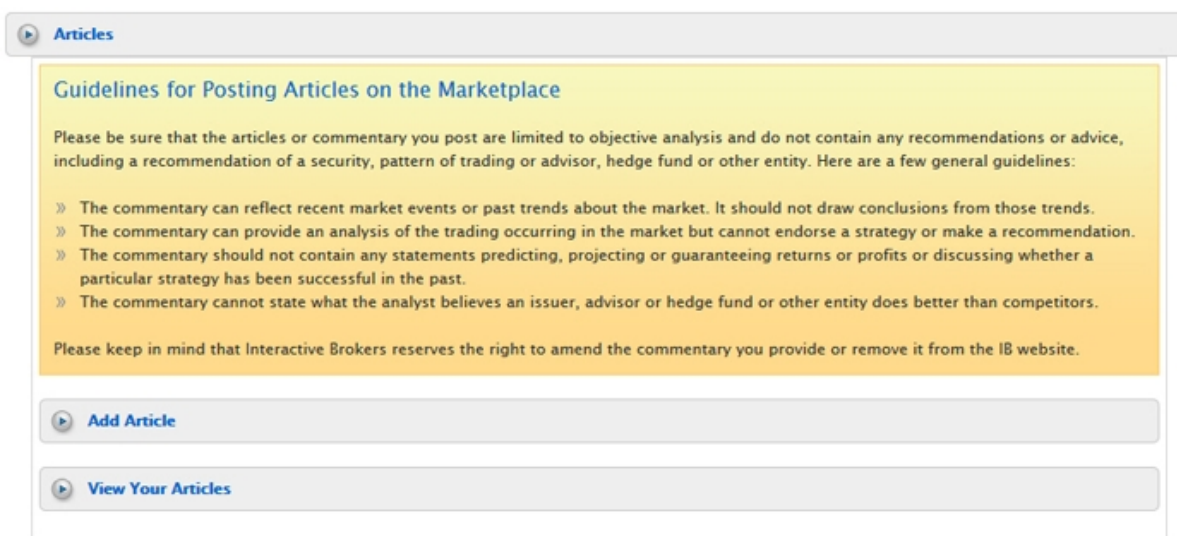 Articles
Guidelines for Posting Articles on the Marketplace
Please be sure that the articles or commentary you post are limited to objective analysis and do not contain any recommendations or advice,
including a recommendation of a security, pattern of trading or advisor, hedge fund or other entity. Here are a few general guidelines:
» The commentary can reflect recent market events or past trends about the market. It should not draw conclusions from those trends.
» The commentary can provide an analysis of the trading occurring in the market but cannot endorse a strategy or make a recommendation.
» The commentary should not contain any statements predicting, projecting or guaranteeing returns or profits or discussing whether a
particular strategy has been successful in the past.
» The commentary cannot state what the analyst believes an issuer, advisor or hedge fund or other entity does better than competitors.
Please keep in mind that Interactive Brokers reserves the right to amend the commentary you provide or remove it from the IB website.
Add Article
View Your Articles